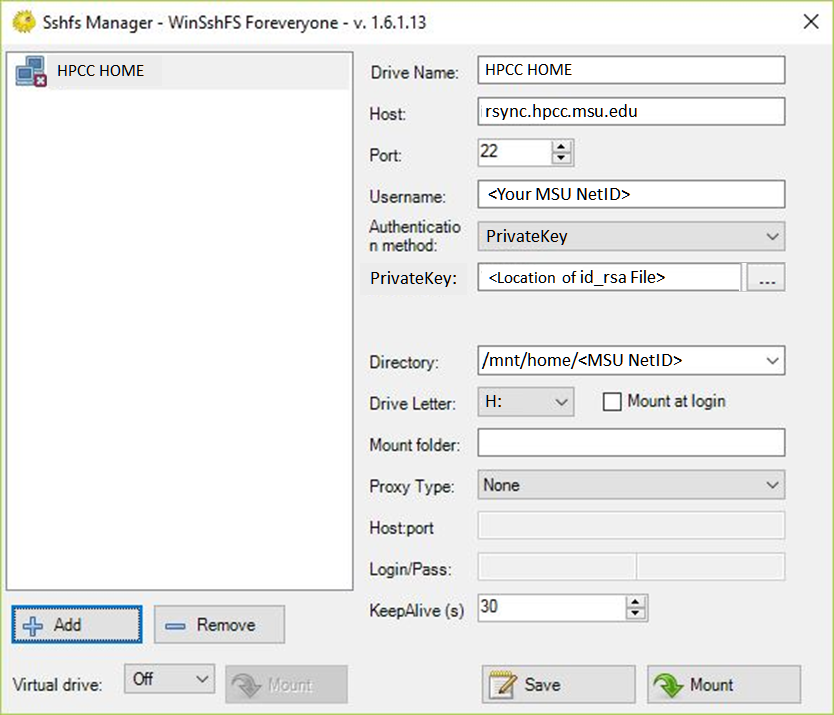 Sshfs Manager - WinSshFS Foreveryone - v. 1.6.1.13
HPCC HOME
Drive Name: HPCC HOME
Host: rsync.hpcc.msu.edu
Port: 22
Username: <Your MSU NetID>
Authenticatio
n method: PrivateKey
PrivateKey: <Location of id_rsa File> ...
Directory: /mnt/home/<MSU NetID>
Drive Letter: H: Mount at login
Mount folder:
Proxy Type: None
Host:port
Login/Pass:
KeepAlive (s) 30
Add Remove
Virtual drive: Off Mount
Save Mount